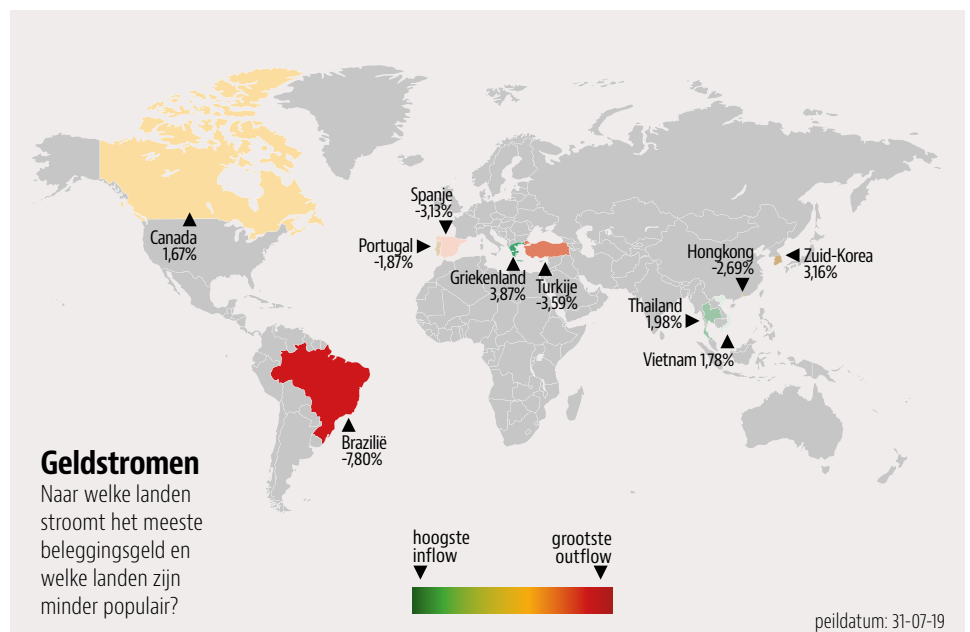 Spanje
-3,13%
Portugal
-1,87%
Canada
1,67%
Griekenland
3,87%
Turkije
-3,59%
Hongkong
-2,69%
Zuid-Korea
3,16%
Thailand
1,98%
Vietnam 1,78%
Brazilië
-7,80%
Geldstromen
Naar welke landen
stroomt het meeste
beleggingsgeld en
welke landen zijn
minder populair?
hoogste
inflow
grootste
outflow
peildatum: 31-07-19